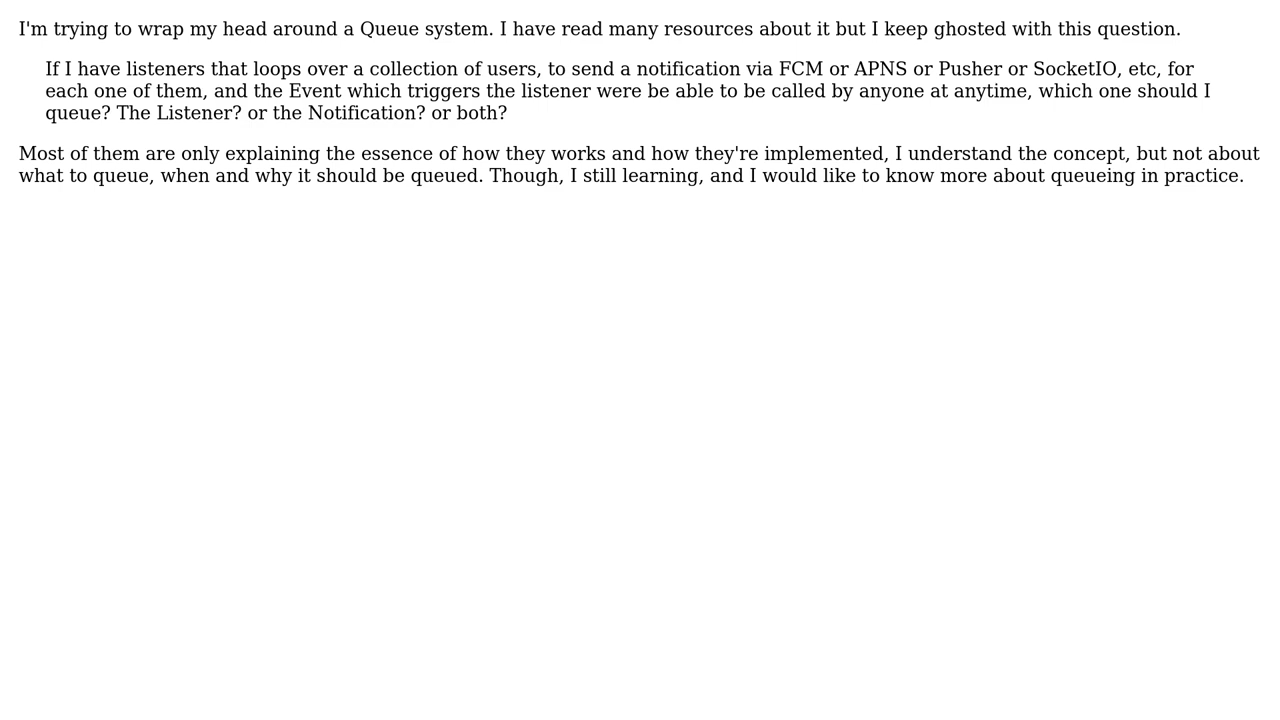 I'm trying to wrap my head around a Queue system. I have read many resources about it but I keep ghosted with this question.
If I have listeners that loops over a collection of users, to send a notification via FCM or APNS or Pusher or SocketIO, etc, for
each one of them, and the Event which triggers the listener were be able to be called by anyone at anytime, which one should I
queue? The Listener? or the Notification? or both?
Most of them are only explaining the essence of how they works and how they're implemented, I understand the concept, but not about
what to queue, when and why it should be queued. Though, I still learning, and I would like to know more about queueing in practice.